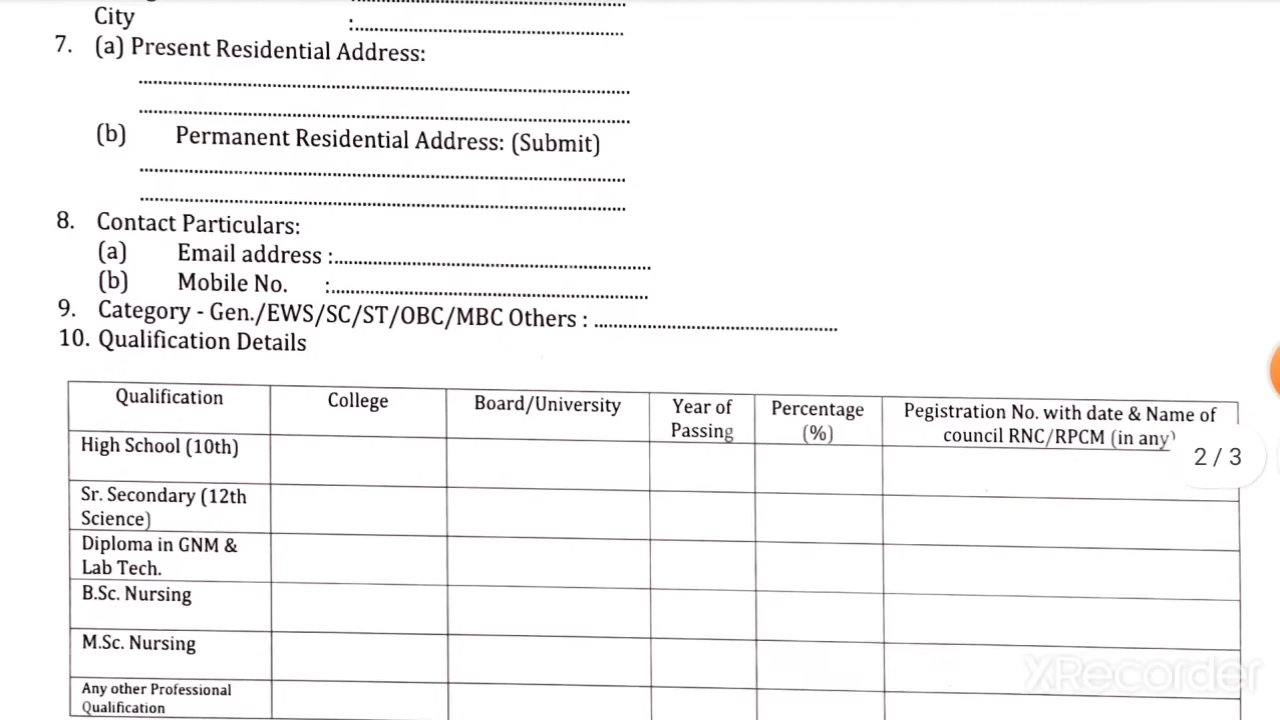 City :
7. (a) Present Residential Address:
(b) Permanent Residential Address: (Submit)
8. Contact Particulars:
(a) Email address :
(b) Mobile No. :
9. Category - Gen./EWS/SC/ST/OBC/MBC Others :
10. Qualification Details
Qualification College Board/University Year of Passing Percentage (%) Pegistration No. with date & Name of council RNC/RPCM (in any)
High School (10th)
Sr. Secondary (12th
Science)
Diploma in GNM &
Lab Tech.
B.Sc. Nursing
M.Sc. Nursing
Any other Professional
Qualification
2 / 3
XRecorder